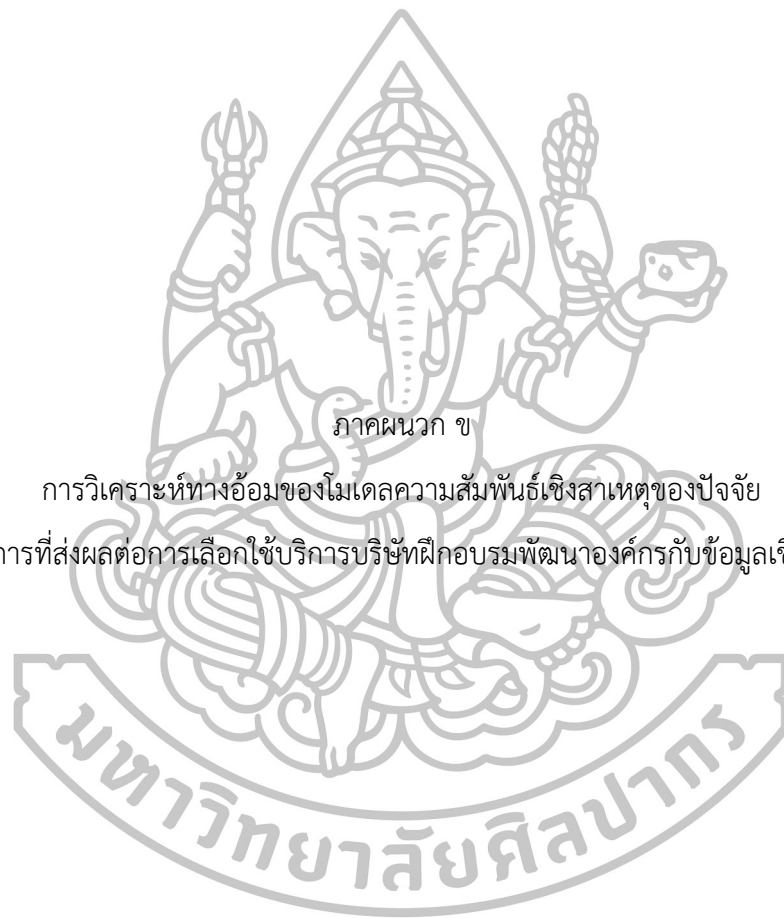 ภาคผนวก ข
การวิเคราะห์ทางอ้อมของโมเดลความสัมพันธ์เชิงสาเหตุของปัจจัย
การที่ส่งผลต่อการเลือกใช้บริการบริษัทฝึกอบรมพัฒนาองค์กรกับข้อมูลเชิ
มหาวิทยาลัยศิลปากร